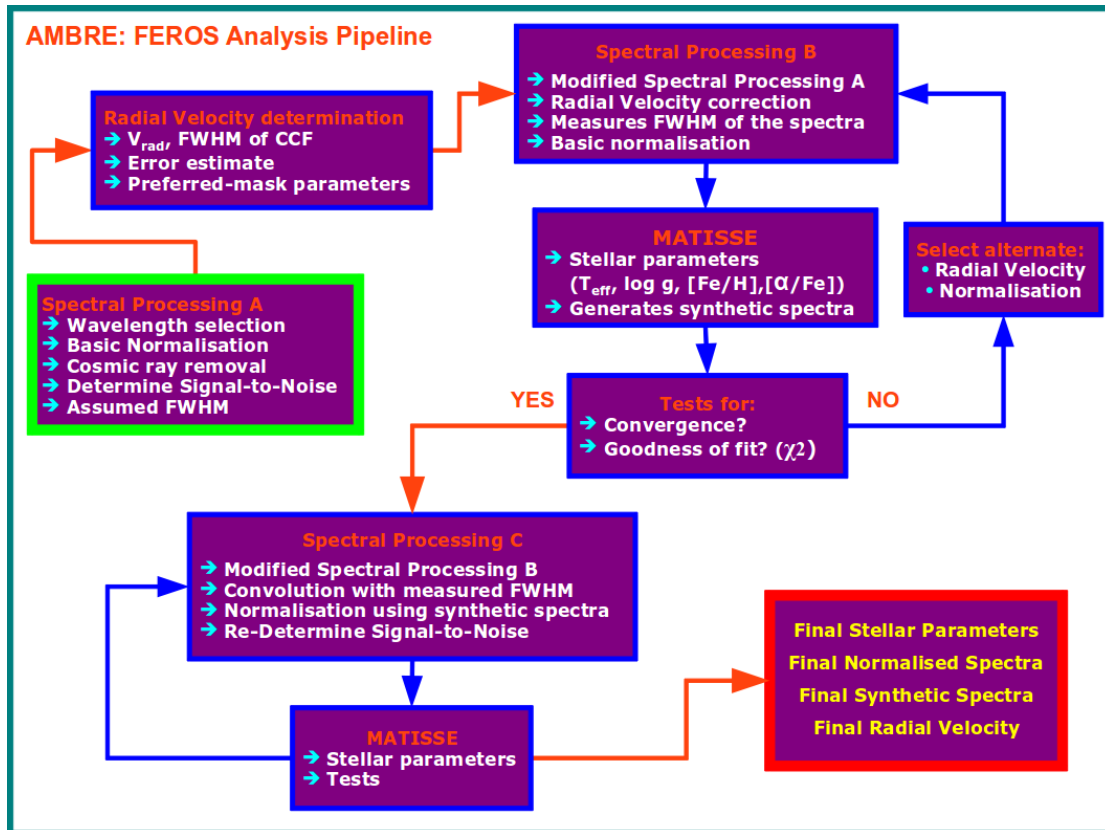 AMBRE: FEROS Analysis Pipeline
Radial Velocity determination
➔ Vrad, FWHM of CCF
➔ Error estimate
➔ Preferred-mask parameters
Spectral Processing A
➔ Wavelength selection
➔ Basic Normalisation
➔ Cosmic ray removal
➔ Determine Signal-to-Noise
➔ Assumed FWHM
Spectral Processing B
➔ Modified Spectral Processing A
➔ Radial Velocity correction
➔ Measures FWHM of the spectra
➔ Basic normalisation
MATISSE
➔ Stellar parameters
(Teff, log g, [Fe/H],[α/Fe])
➔ Generates synthetic spectra
Select alternate:
• Radial Velocity
• Normalisation
YES
Tests for:
➔ Convergence?
➔ Goodness of fit? (χ2)
NO
Spectral Processing C
➔ Modified Spectral Processing B
➔ Convolution with measured FWHM
➔ Normalisation using synthetic spectra
➔ Re-Determine Signal-to-Noise
MATISSE
➔ Stellar parameters
➔ Tests
Final Stellar Parameters
Final Normalised Spectra
Final Synthetic Spectra
Final Radial Velocity